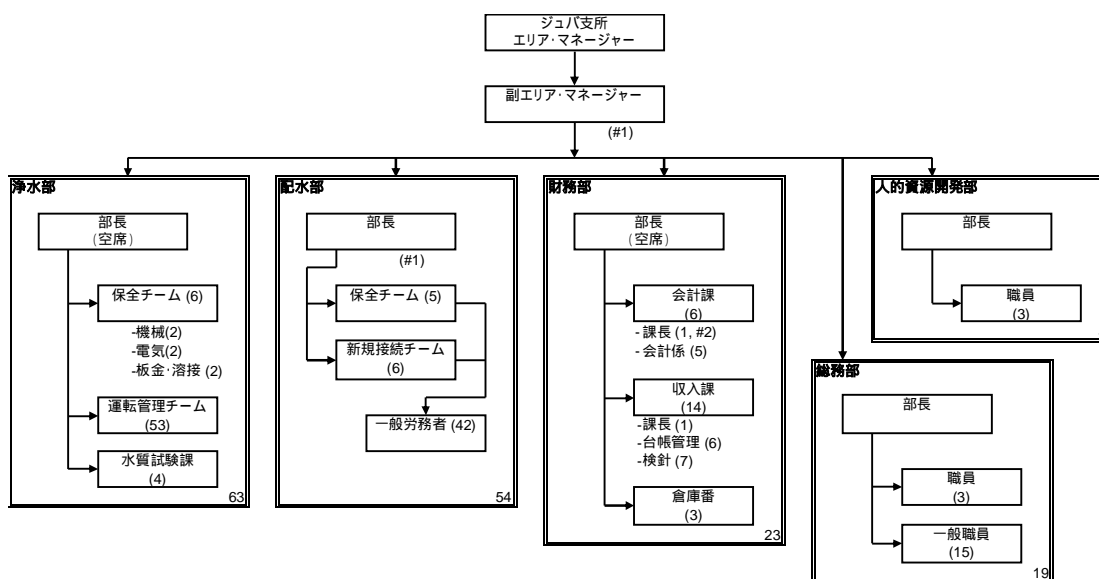 ジュバ支所
エリア・マネージャー
副エリア・マネージャー
(#1)
浄水部
部長
(空席)
保全チーム (6)
-機械(2)
-電気(2)
-板金・溶接 (2)
運転管理チーム
(53)
水質試験課
(4)
63
配水部
部長
(#1)
保全チーム (5)
新規接続チーム
(6)
一般労務者 (42)
54
財務部
部長
(空席)
会計課
(6)
- 課長 (1, #2)
- 会計係 (5)
収入課
(14)
-課長 (1)
-台帳管理 (6)
-検針 (7)
倉庫番
(3)
23
人的資源開発部
部長
職員
(3)
総務部
部長
職員
(3)
一般職員
(15)
19